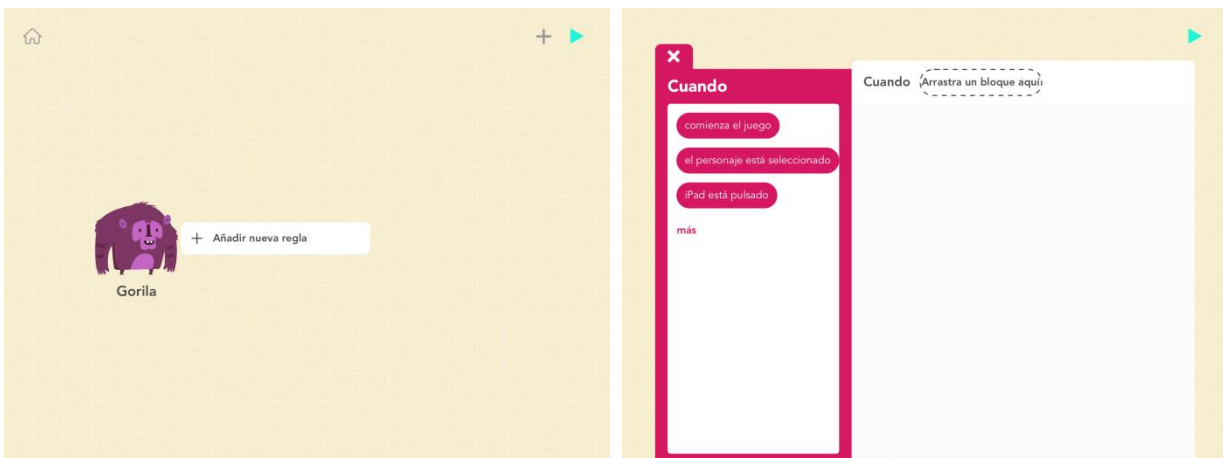 Añadir nueva regla
Gorila
Cuando
comienza el juego
el personaje está seleccionado
iPad está pulsado
más
Cuando Arrastra un bloque aquí